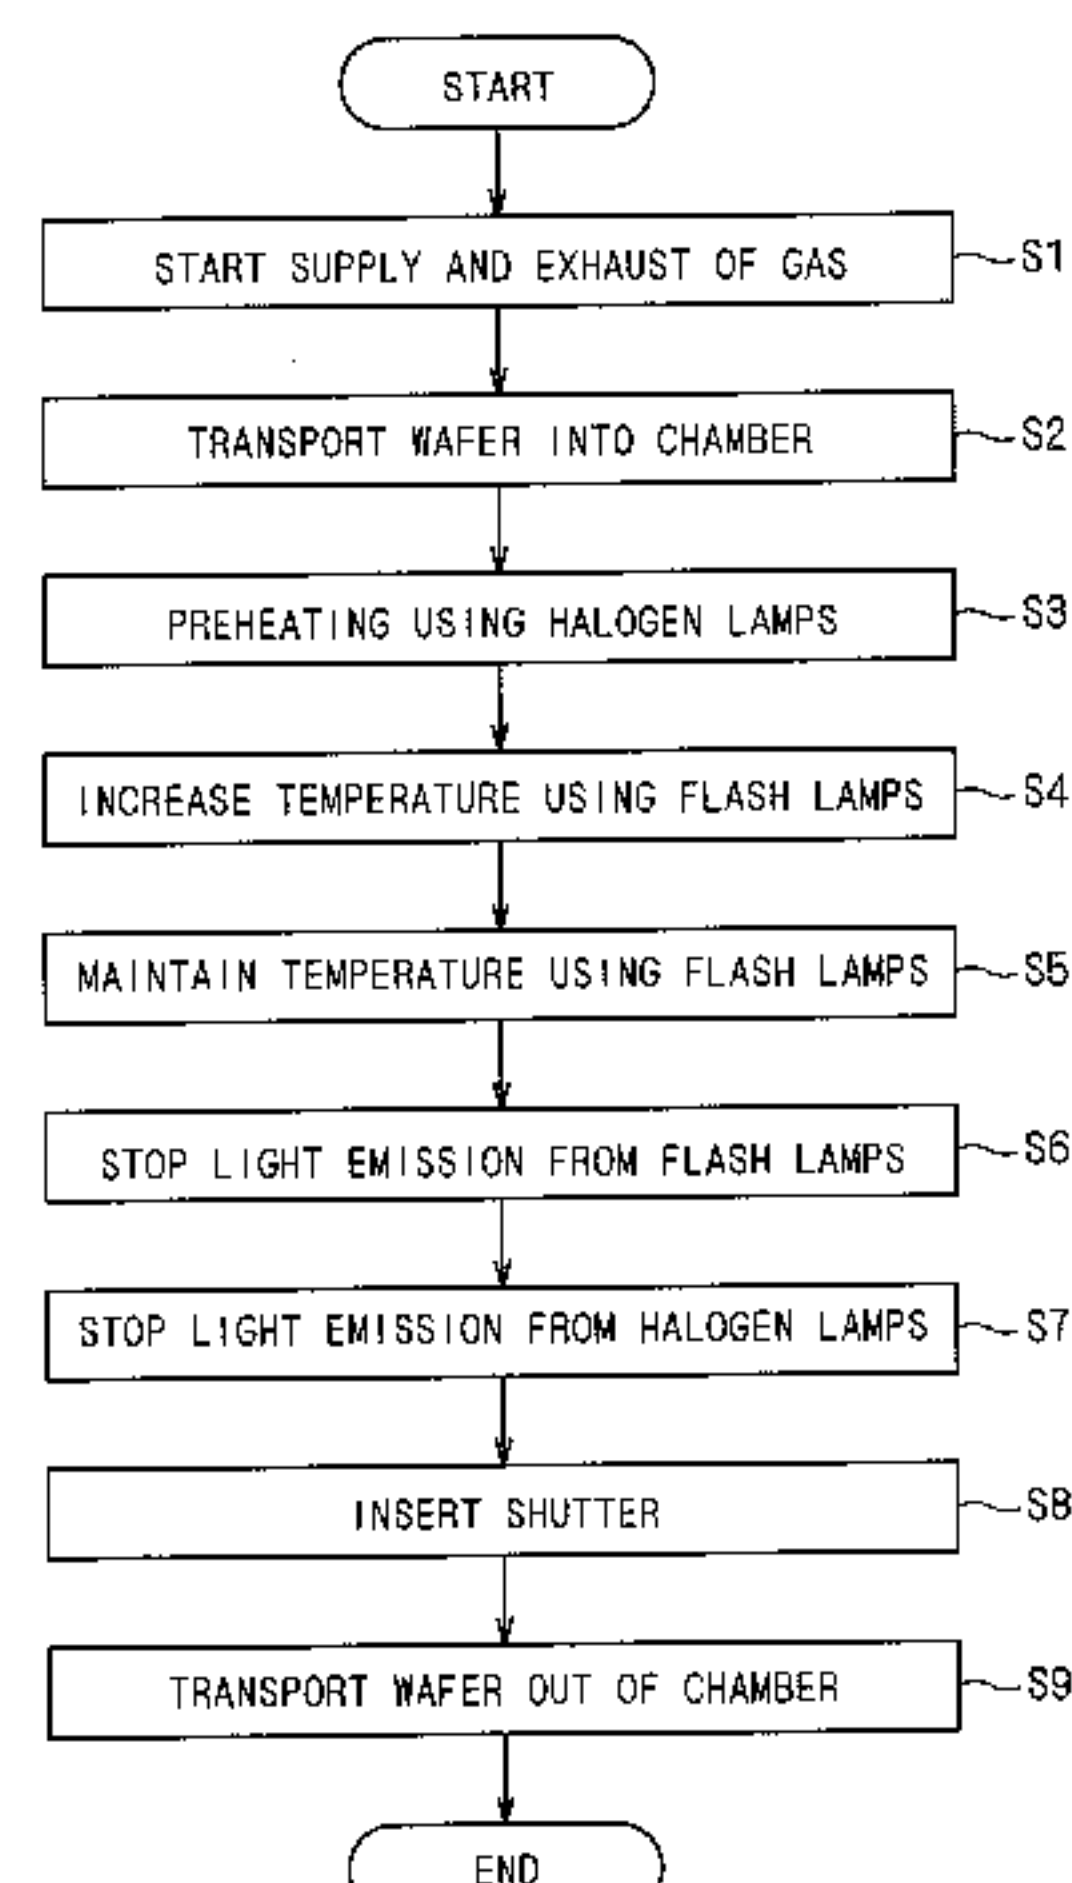 START
START SUPPLY AND EXHAUST OF GAS S1
TRANSPORT WAFER INTO CHAMBER S2
PREHEATING USING HALOGEN LAMPS S3
INCREASE TEMPERATURE USING FLASH LAMPS S4
MAINTAIN TEMPERATURE USING FLASH LAMPS S5
STOP LIGHT EMISSION FROM FLASH LAMPS S6
STOP LIGHT EMISSION FROM HALOGEN LAMPS S7
INSERT SHUTTER S8
TRANSPORT WAFER OUT OF CHAMBER S9
END